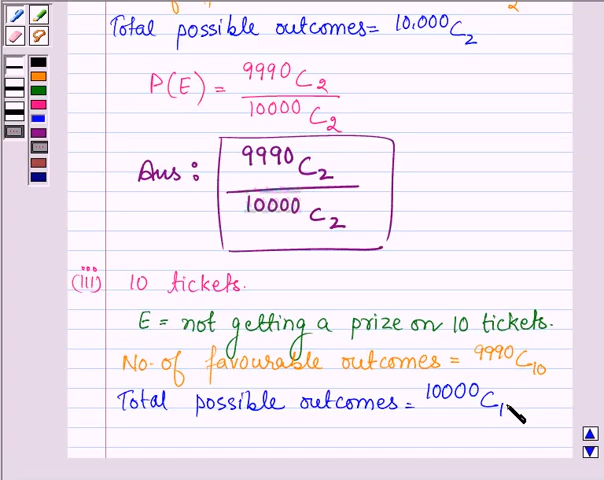 Total possible outcomes = 10,000C2
P(E) = 9990C2
10000C2
Ans : 9990C2
10000C2
(iii) 10 tickets.
E = not getting a prize on 10 tickets.
No. of favourable outcomes = 9990C10
Total possible outcomes = 10000C1